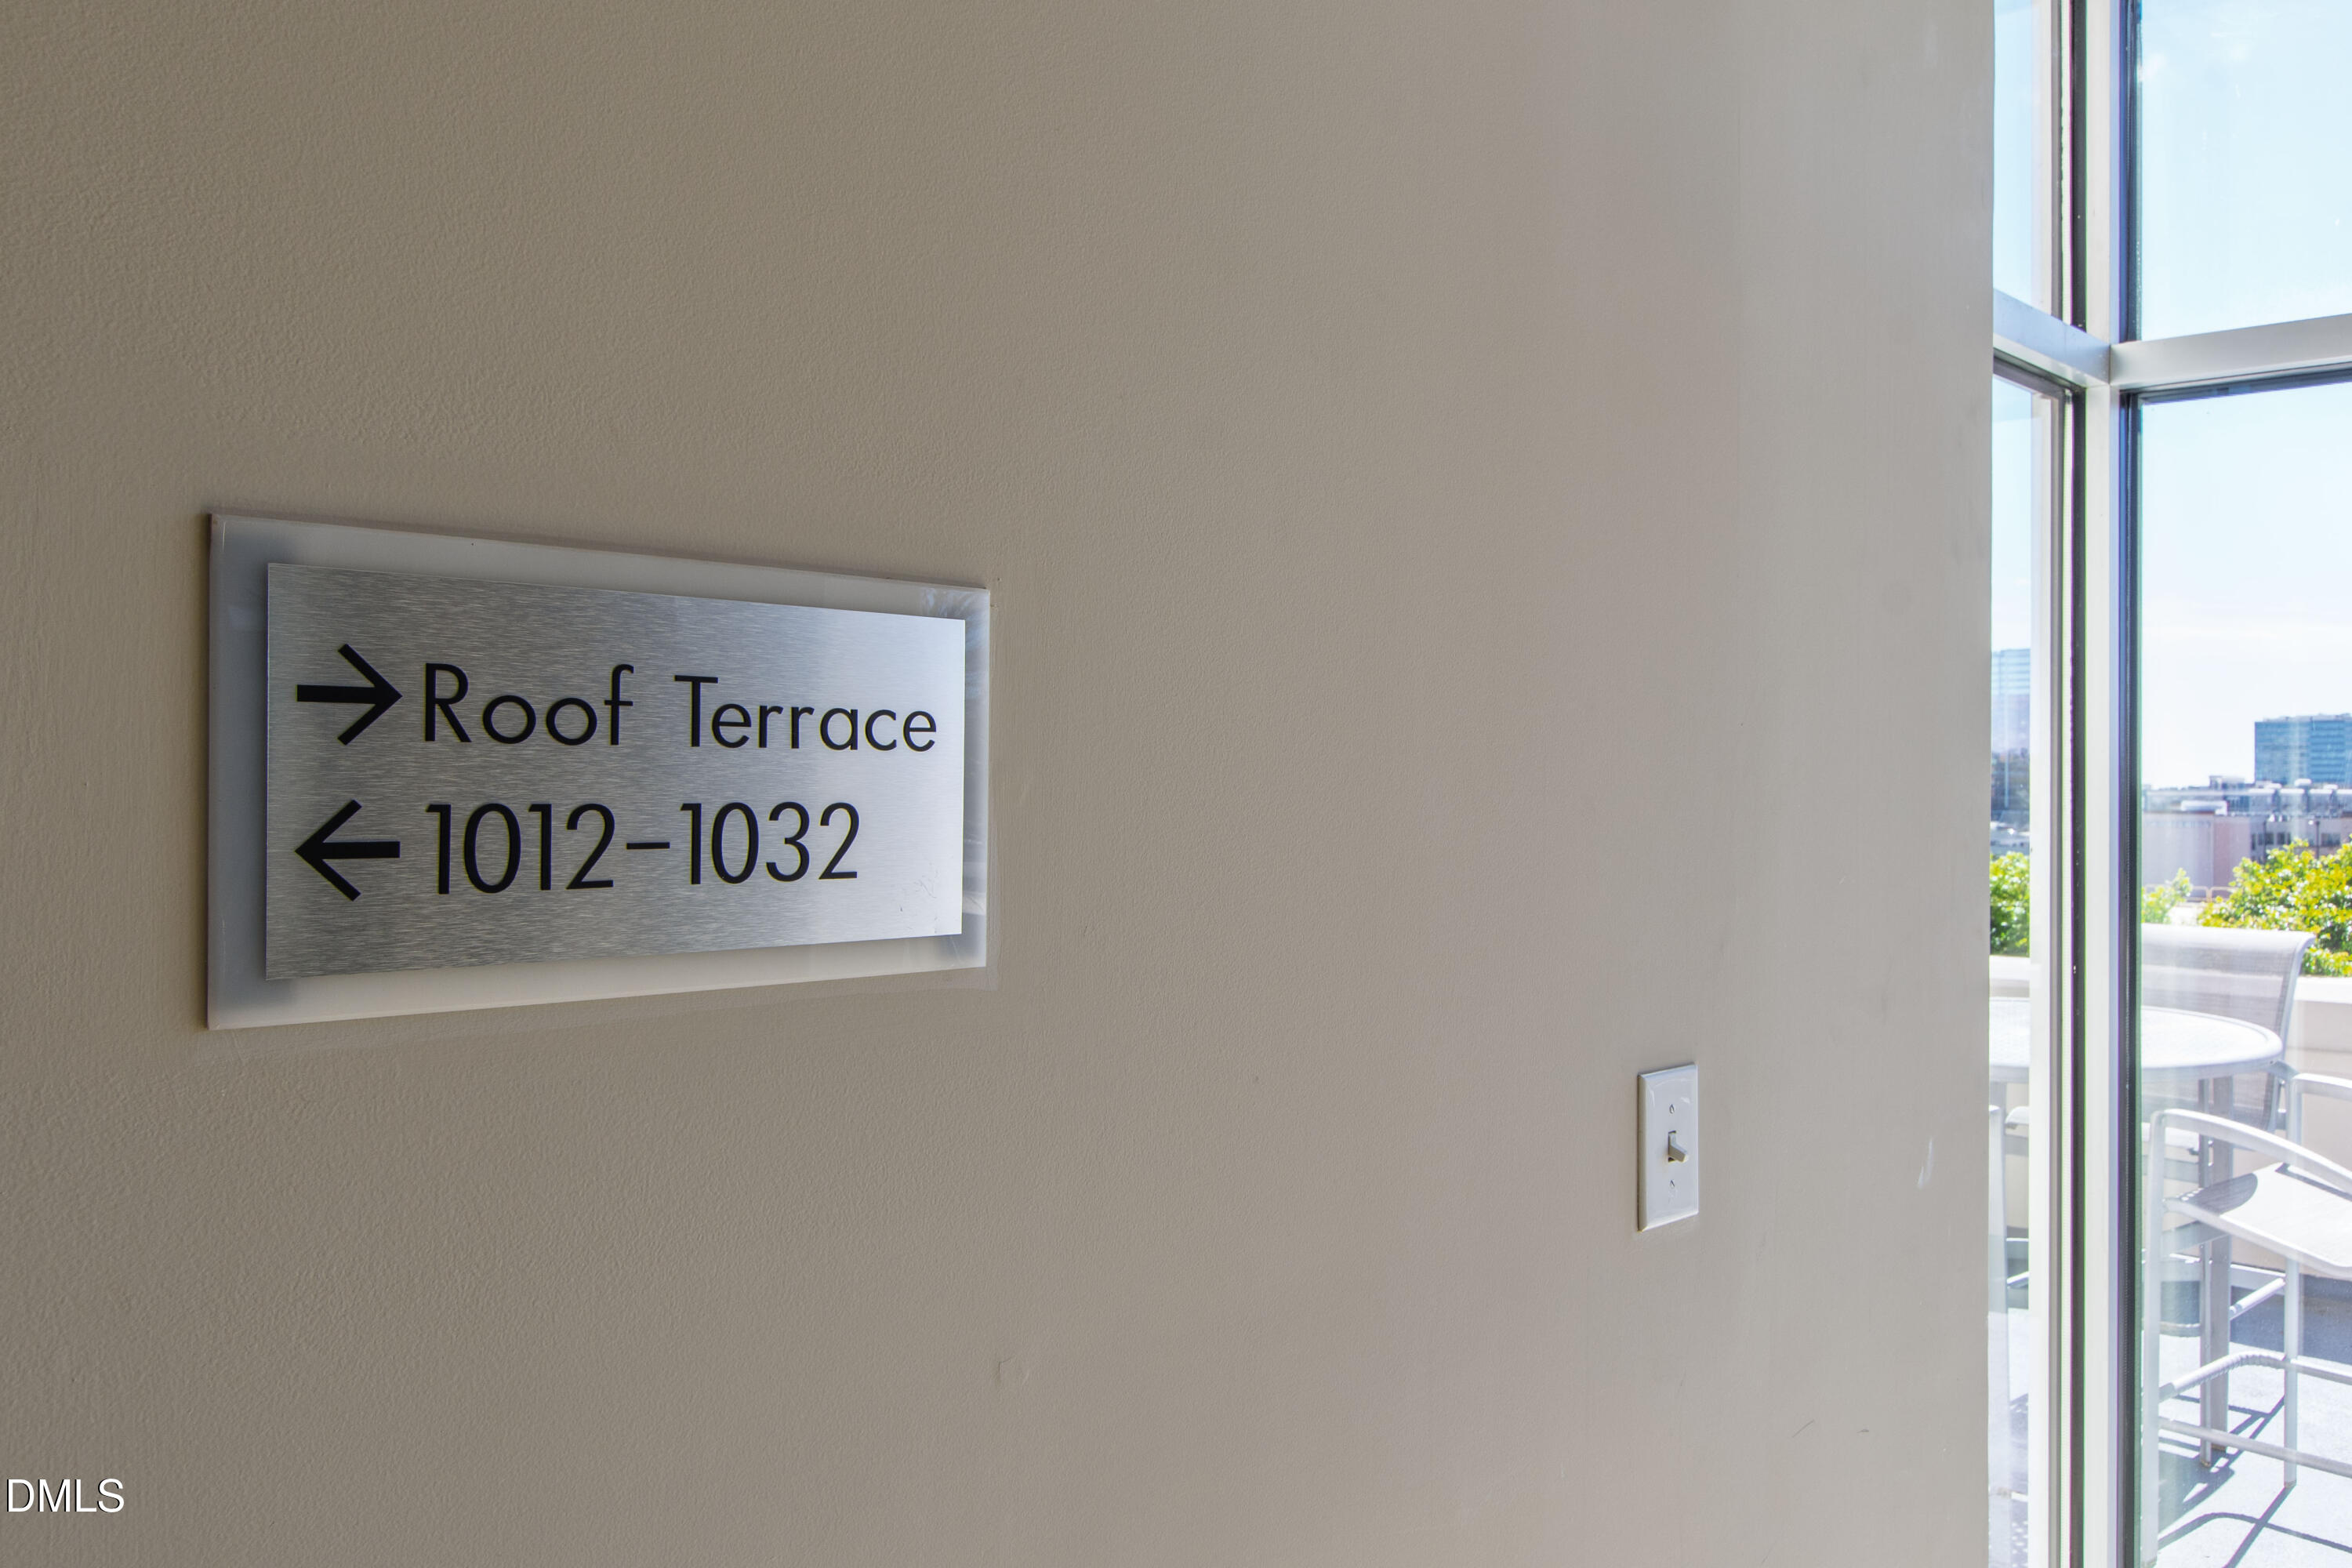 → Roof Terrace
← 1012-1032
DMLS